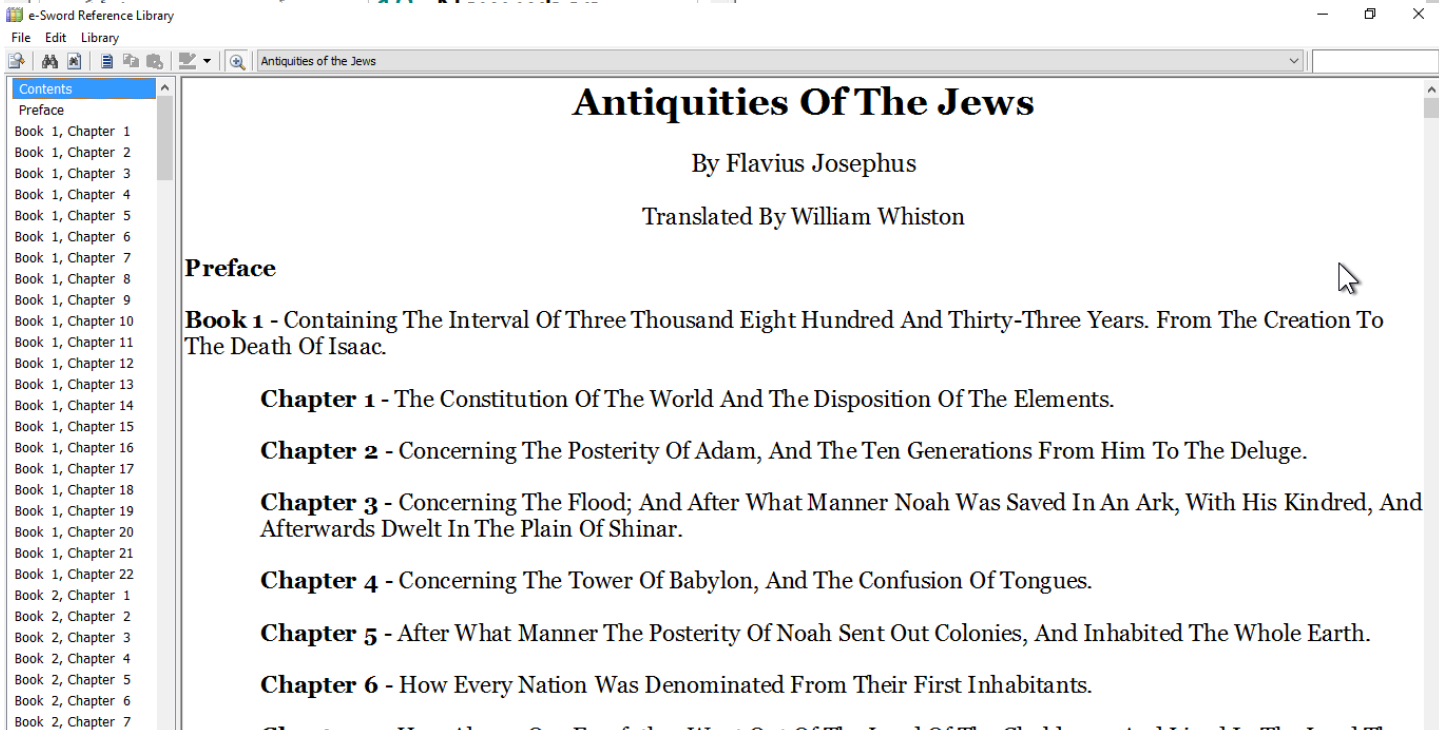 e-Sword Reference Library
File Edit Library
Antiquities of the Jews
Contents
Preface
Book 1, Chapter 1
Book 1, Chapter 2
Book 1, Chapter 3
Book 1, Chapter 4
Book 1, Chapter 5
Book 1, Chapter 6
Book 1, Chapter 7
Book 1, Chapter 8
Book 1, Chapter 9
Book 1, Chapter 10
Book 1, Chapter 11
Book 1, Chapter 12
Book 1, Chapter 13
Book 1, Chapter 14
Book 1, Chapter 15
Book 1, Chapter 16
Book 1, Chapter 17
Book 1, Chapter 18
Book 1, Chapter 19
Book 1, Chapter 20
Book 1, Chapter 21
Book 1, Chapter 22
Book 2, Chapter 1
Book 2, Chapter 2
Book 2, Chapter 3
Book 2, Chapter 4
Book 2, Chapter 5
Book 2, Chapter 6
Book 2, Chapter 7
Antiquities Of The Jews
By Flavius Josephus
Translated By William Whiston
Preface
Book 1 - Containing The Interval Of Three Thousand Eight Hundred And Thirty-Three Years. From The Creation To
The Death Of Isaac.
Chapter 1 - The Constitution Of The World And The Disposition Of The Elements.
Chapter 2 - Concerning The Posterity Of Adam, And The Ten Generations From Him To The Deluge.
Chapter 3 - Concerning The Flood; And After What Manner Noah Was Saved In An Ark, With His Kindred, And
Afterwards Dwelt In The Plain Of Shinar.
Chapter 4 - Concerning The Tower Of Babylon, And The Confusion Of Tongues.
Chapter 5 - After What Manner The Posterity Of Noah Sent Out Colonies, And Inhabited The Whole Earth.
Chapter 6 - How Every Nation Was Denominated From Their First Inhabitants.